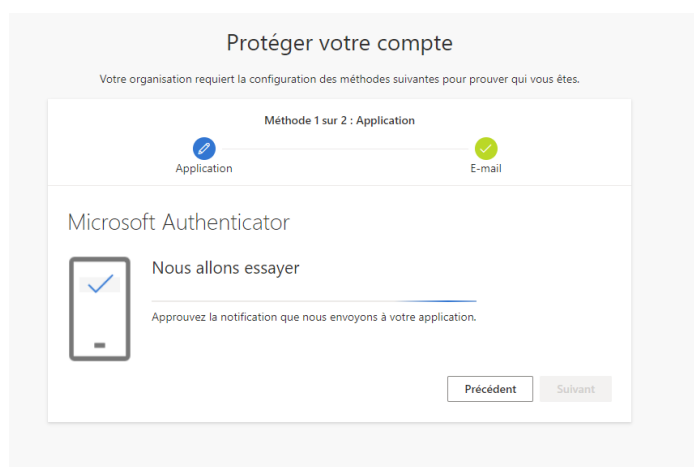 Protéger votre compte
Votre organisation requiert la configuration des méthodes suivantes pour prouver qui vous êtes.
Méthode 1 sur 2 : Application
Application
E-mail
Microsoft Authenticator
Nous allons essayer
Approuvez la notification que nous envoyons à votre application.
Précédent
Suivant